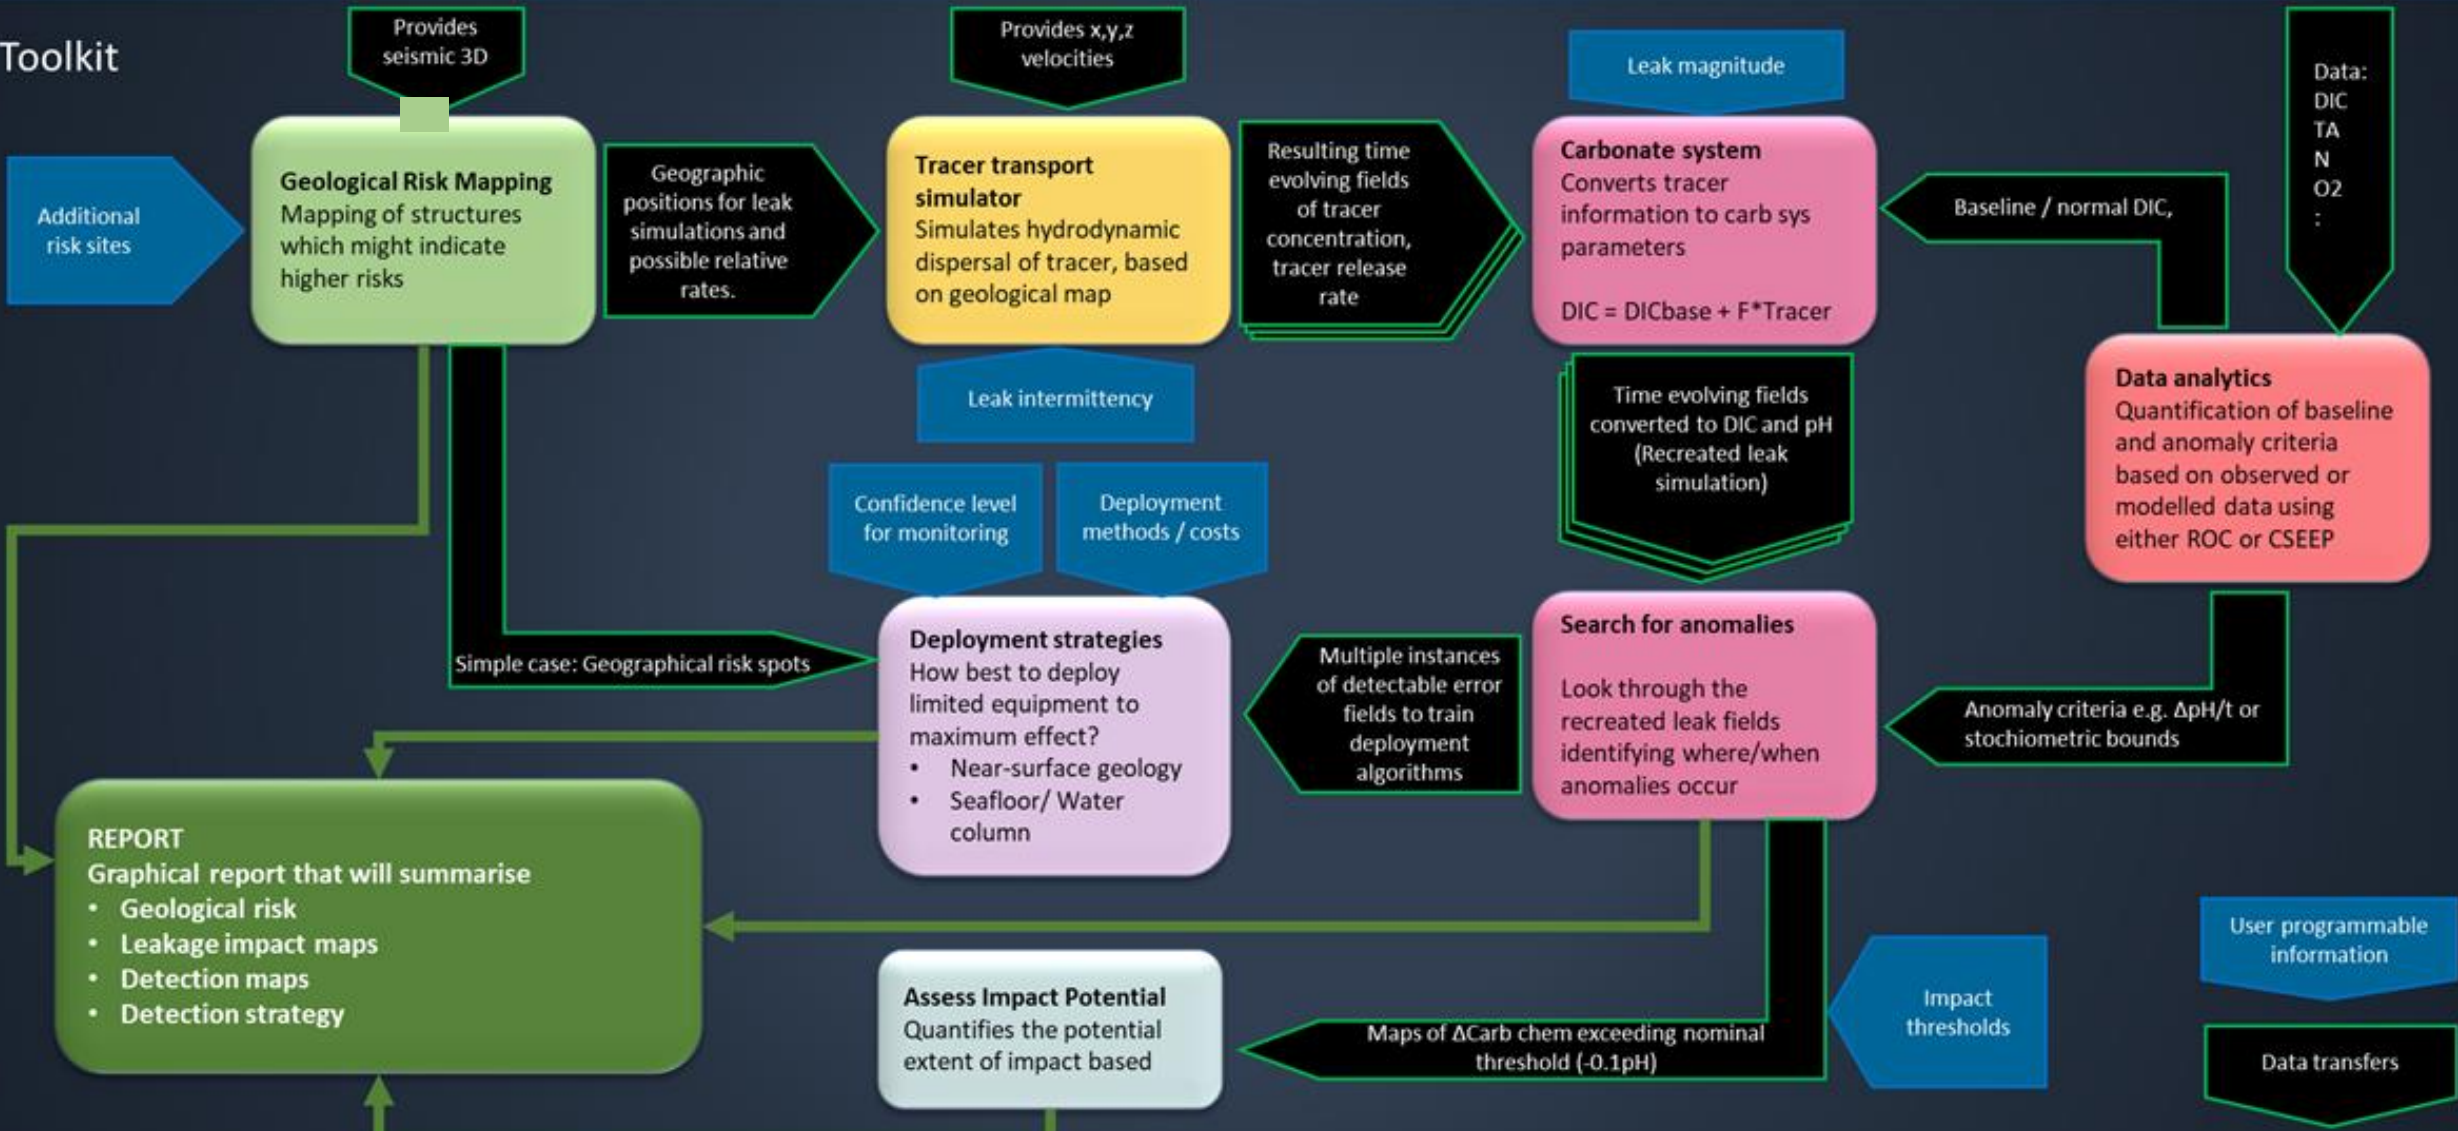 Toolkit
Provides
seismic 3D
Provides x,y,z
velocities
Leak magnitude
Data:
DIC
TA
N
O2
:
Additional
risk sites
Geological Risk Mapping
Mapping of structures
which might indicate
higher risks
Geographic
positions for leak
simulations and
possible relative
rates.
Tracer transport
simulator
Simulates hydrodynamic
dispersal of tracer, based
on geological map
Resulting time
evolving fields
of tracer
concentration,
tracer release
rate
Carbonate system
Converts tracer
information to carb sys
parameters
DIC = DICbase + F*Tracer
Baseline / normal DIC,
Leak intermittency
Time evolving fields
converted to DIC and pH
(Recreated leak
simulation)
Data analytics
Quantification of baseline
and anomaly criteria
based on observed or
modelled data using
either ROC or CSEEP
Confidence level
for monitoring
Deployment
methods / costs
Simple case: Geographical risk spots
Deployment strategies
How best to deploy
limited equipment to
maximum effect?
• Near-surface geology
• Seafloor/ Water
column
Multiple instances
of detectable error
fields to train
deployment
algorithms
Search for anomalies
Look through the
recreated leak fields
identifying where/when
anomalies occur
Anomaly criteria e.g. ΔpH/t or
stochiometric bounds
REPORT
Graphical report that will summarise
• Geological risk
• Leakage impact maps
• Detection maps
• Detection strategy
Assess Impact Potential
Quantifies the potential
extent of impact based
Maps of ΔCarb chem exceeding nominal
threshold (-0.1pH)
Impact
thresholds
User programmable
information
Data transfers